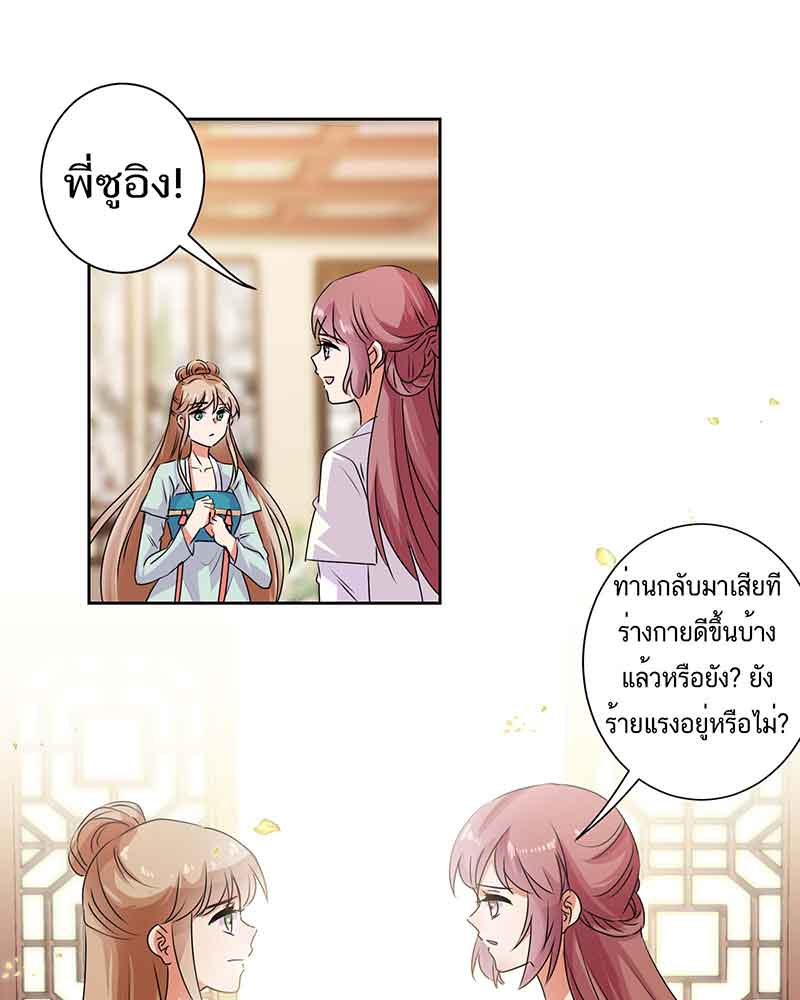 พี่ซูอิง!
ท่านกลับมาเสียที
ร่างกายดีขึ้นบ้าง
แล้วหรือยัง? ยัง
ร้ายแรงอยู่หรือไม่?